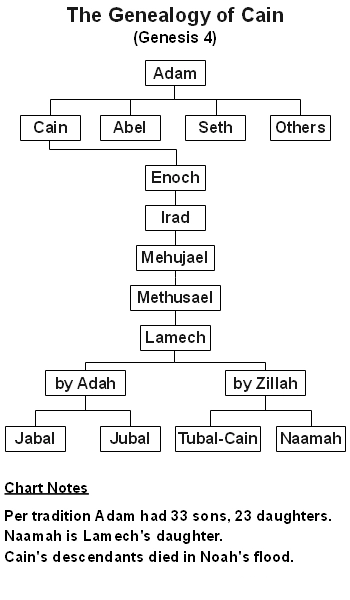 The Genealogy of Cain
(Genesis 4)
Adam
Cain Abel Seth Others
Enoch
Irad
Mehujael
Methusael
Lamech
by Adah by Zillah
Jabal Jubal Tubal-Cain Naamah
Chart Notes
Per tradition Adam had 33 sons, 23 daughters.
Naamah is Lamech's daughter.
Cain's descendants died in Noah's flood.